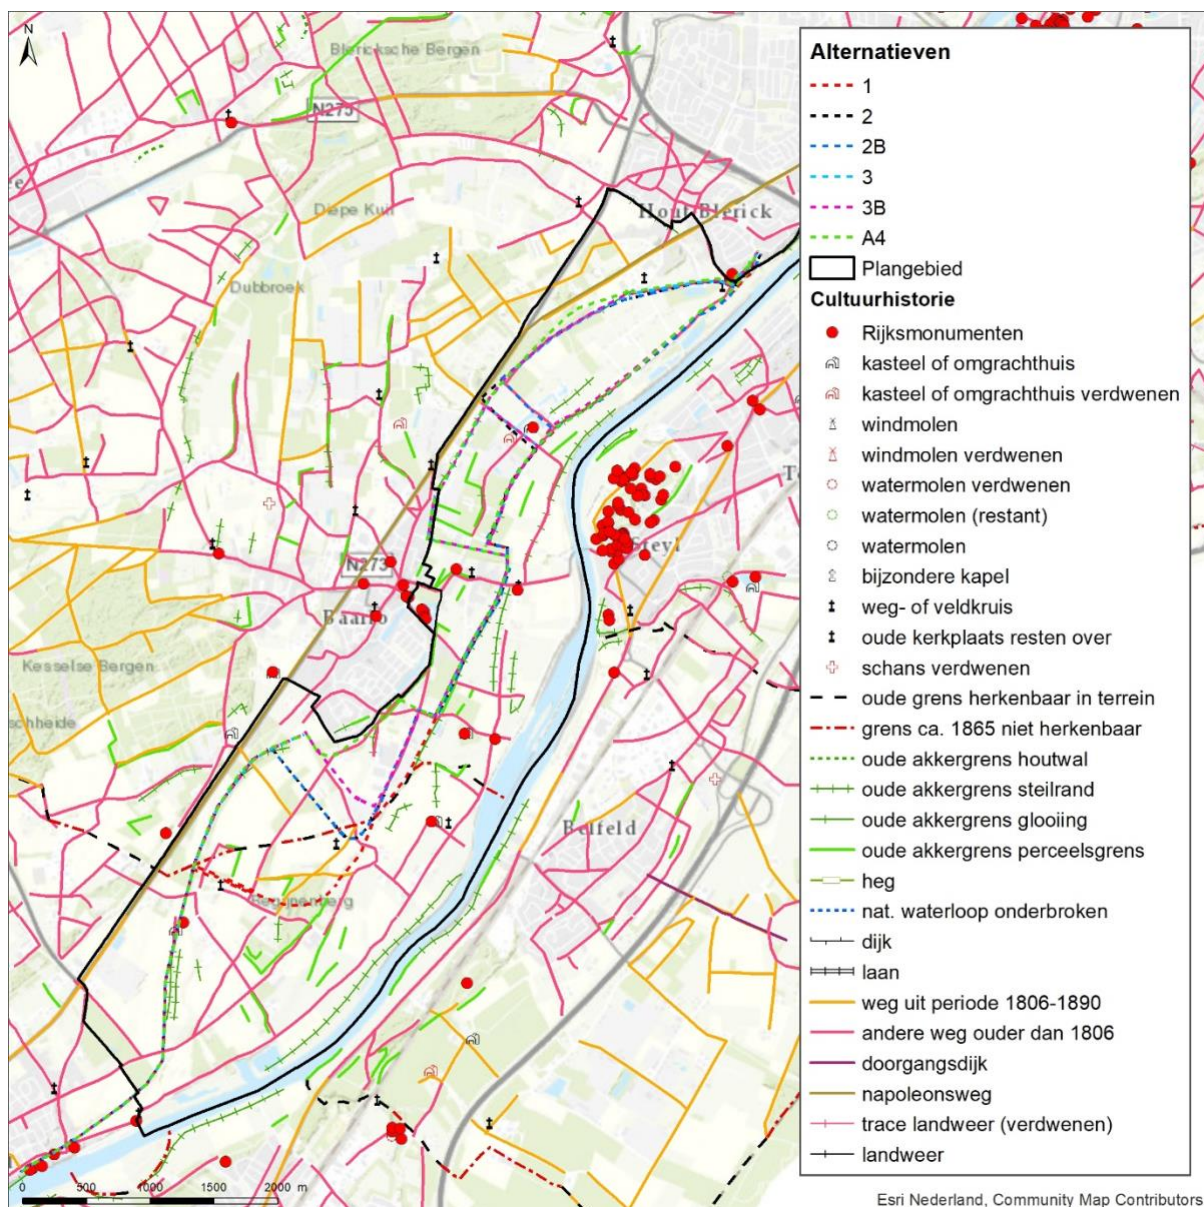 N
Blericksche Bergen
N275
Hout-Blerick
Diepe Kuil
Dubbroek
Steyl
N273
Baarlo
Kesselse Bergen
Belfeld
Begijnenberg
0 500 1000 1500 2000 m
Alternatieven
1
2
2B
3
3B
A4
Plangebied
Cultuurhistorie
Rijksmonumenten
kasteel of omgrachthuis
kasteel of omgrachthuis verdwenen
windmolen
windmolen verdwenen
watermolen verdwenen
watermolen (restant)
watermolen
bijzondere kapel
weg- of veldkruis
oude kerkplaats resten over
schans verdwenen
oude grens herkenbaar in terrein
grens ca. 1865 niet herkenbaar
oude akkergrens houtwal
oude akkergrens steilrand
oude akkergrens glooiing
oude akkergrens perceelsgrens
heg
nat. waterloop onderbroken
dijk
laan
weg uit periode 1806-1890
andere weg ouder dan 1806
doorgangsdijk
napoleonsweg
trace landweer (verdwenen)
landweer
Esri Nederland, Community Map Contributors